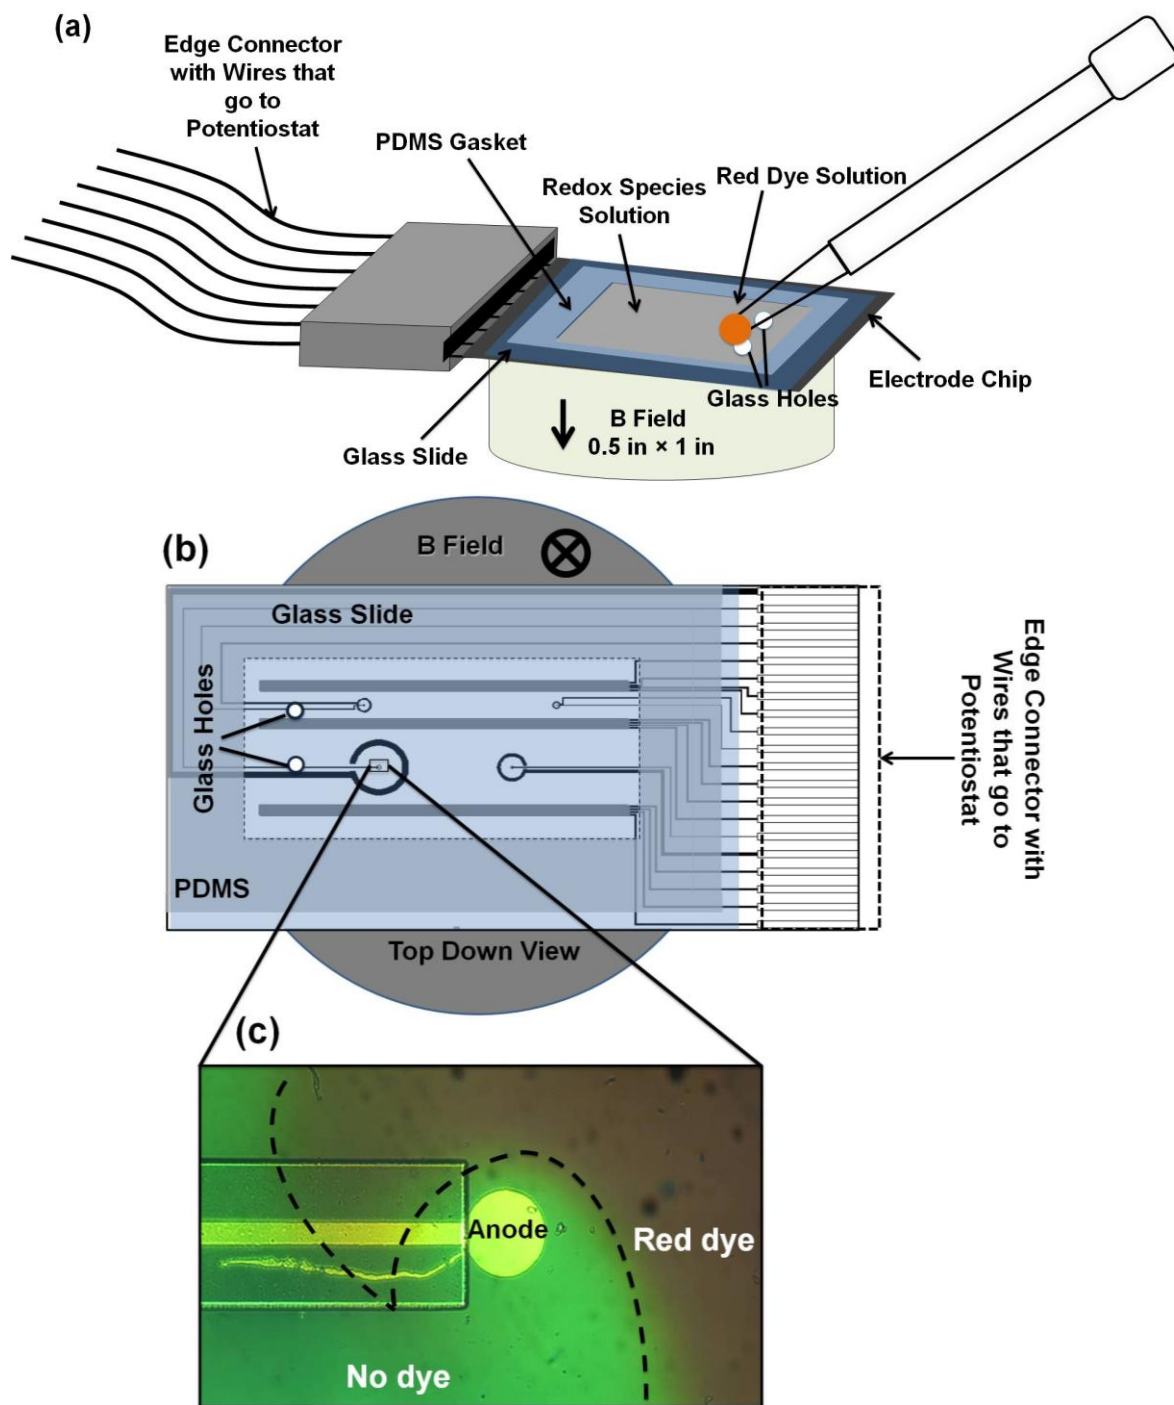 (a)
Edge Connector
with Wires that
go to
Potentiostat
PDMS Gasket
Redox Species
Solution
Red Dye Solution
Glass Holes
Electrode Chip
B Field
0.5 in × 1 in
Glass Slide
(b)
B Field
Glass Slide
Glass Holes
PDMS
Top Down View
Edge Connector with
Wires that go to
Potentiostat
(c)
Anode
Red dye
No dye